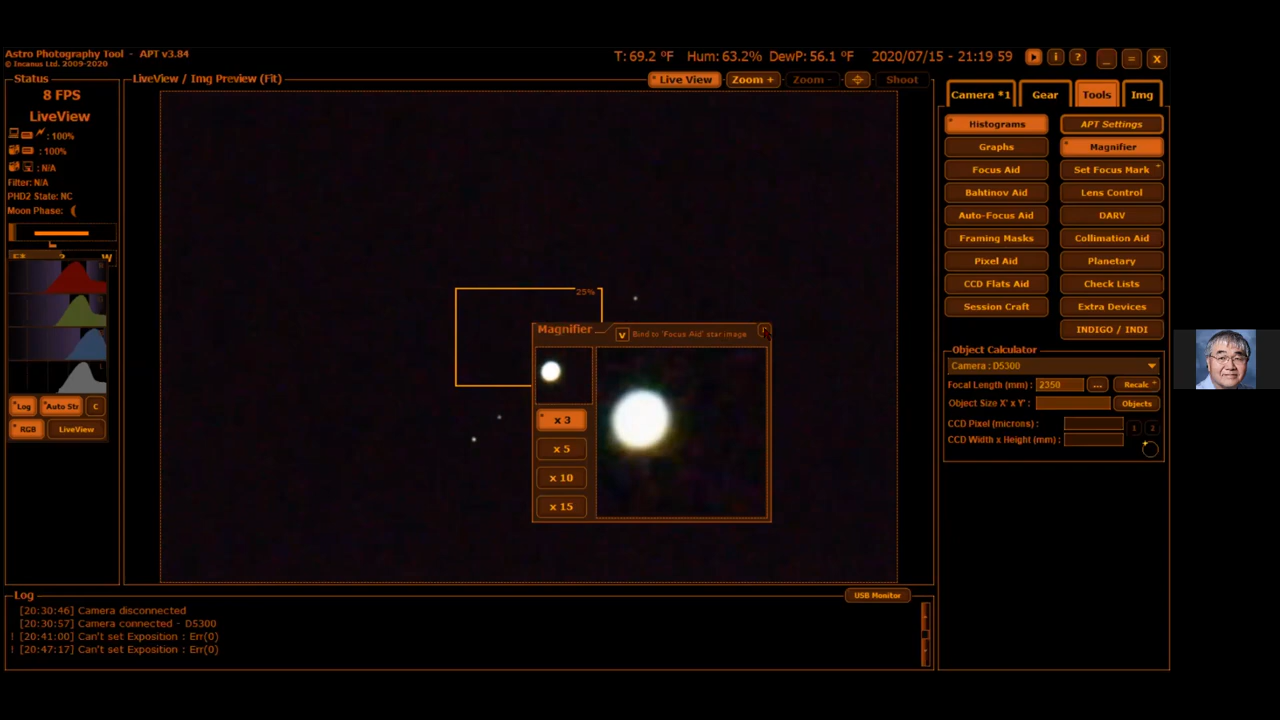 Astro Photography Tool - APT v3.84
© Incanus Ltd. 2009-2020
T: 69.2 ºF Hum: 63.2% DewP: 56.1 ºF 2020/07/15 - 21:19 59
i ? _ = x
Status
8 FPS
LiveView
: 100%
: 100%
: N/A
Filter: N/A
PHD2 State: NC
Moon Phase:
W
R
L
Log Auto Str C
RGB LiveView
LiveView / Img Preview (Fit)
Live View Zoom + Zoom - Shoot
25%
Magnifier
v Bind to 'Focus Aid' star image
x 3
x 5
x 10
x 15
Camera *1 Gear Tools Img
Histograms APT Settings
Graphs Magnifier
Focus Aid Set Focus Mark
Bahtinov Aid Lens Control
Auto-Focus Aid DARV
Framing Masks Collimation Aid
Pixel Aid Planetary
CCD Flats Aid Check Lists
Session Craft Extra Devices
INDIGO / INDI
Object Calculator
Camera : D5300
Focal Length (mm) : 2350 ... Recalc +
Object Size X' x Y' : Objects
CCD Pixel (microns) : 1 2
CCD Width x Height (mm) :
Log
USB Monitor
[20:30:46] Camera disconnected
[20:30:57] Camera connected - D5300
! [20:41:00] Can't set Exposition : Err(0)
! [20:47:17] Can't set Exposition : Err(0)